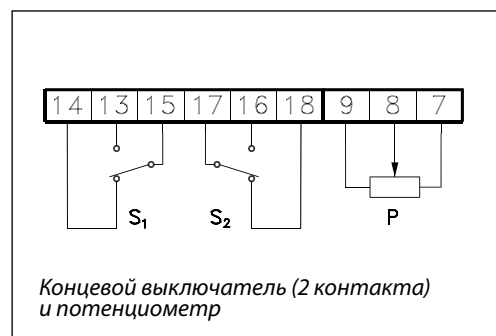 14 13 15 17 16 18 9 8 7
S₁ S₂ P
Концевой выключатель (2 контакта)
и потенциометр